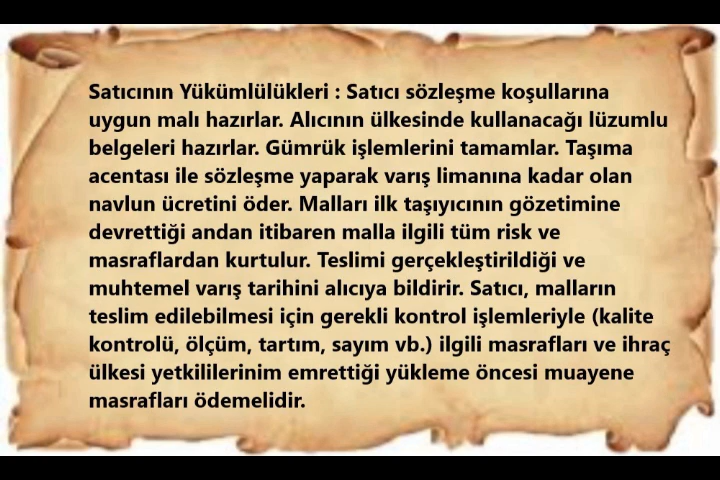 Satıcının Yükümlülükleri : Satıcı sözleşme koşullarına
uygun malı hazırlar. Alıcının ülkesinde kullanacağı lüzumlu
belgeleri hazırlar. Gümrük işlemlerini tamamlar. Taşıma
acentası ile sözleşme yaparak varış limanına kadar olan
navlun ücretini öder. Malları ilk taşıyıcının gözetimine
devrettiği andan itibaren malla ilgili tüm risk ve
masraflardan kurtulur. Teslimi gerçekleştirildiği ve
muhtemel varış tarihini alıcıya bildirir. Satıcı, malların
teslim edilebilmesi için gerekli kontrol işlemleriyle (kalite
kontrolü, ölçüm, tartım, sayım vb.) ilgili masrafları ve ihraç
ülkesi yetkililerinim emrettiği yükleme öncesi muayene
masrafları ödemelidir.